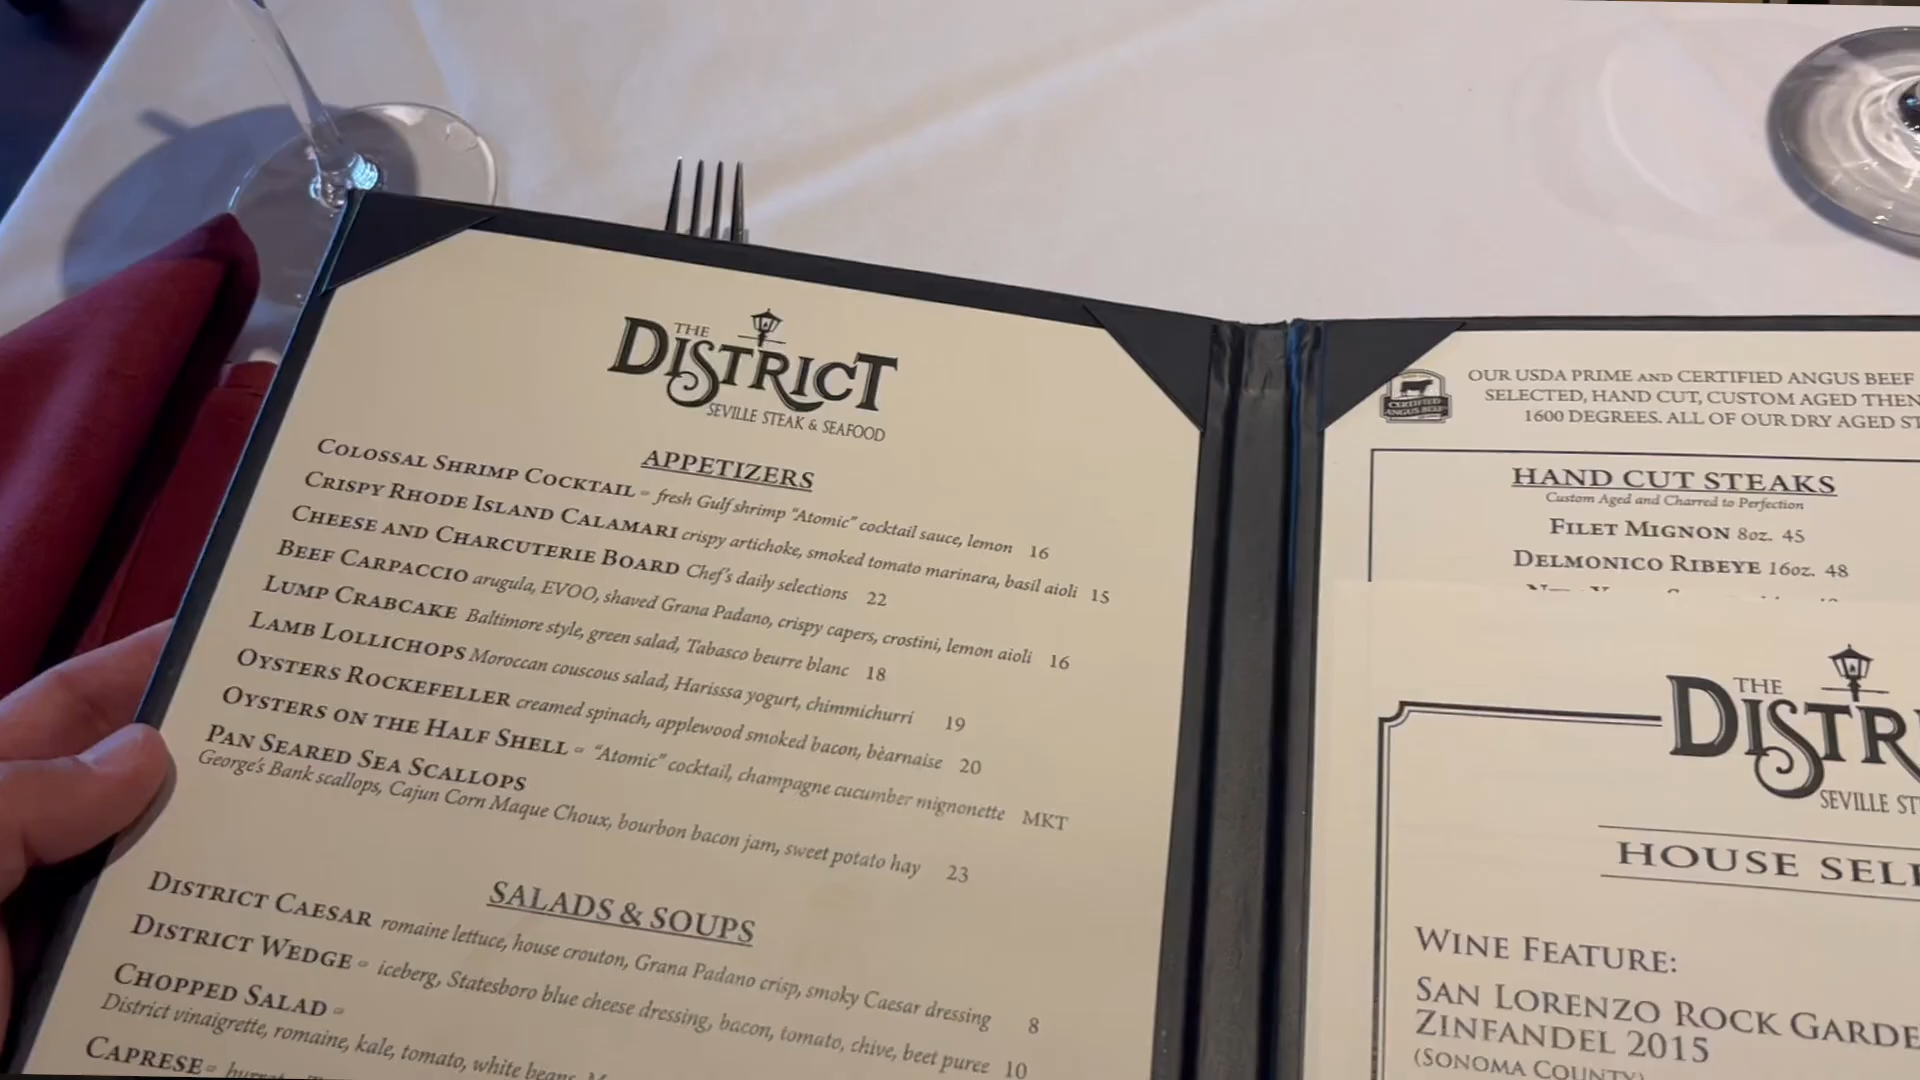 THE
DISTRICT
SEVILLE STEAK & SEAFOOD
APPETIZERS
COLOSSAL SHRIMP COCKTAIL fresh Gulf shrimp "Atomic" cocktail sauce, lemon 16
CRISPY RHODE ISLAND CALAMARI crispy artichoke, smoked tomato marinara, basil aioli 15
CHEESE AND CHARCUTERIE BOARD Chef's daily selections 22
BEEF CARPACCIO arugula, EVOO, shaved Grana Padano, crispy capers, crostini, lemon aioli 16
LUMP CRABCAKE Baltimore style, green salad, Tabasco beurre blanc 18
LAMB LOLLICHOPS Moroccan couscous salad, Harisssa yogurt, chimmichurri 19
OYSTERS ROCKEFELLER creamed spinach, applewood smoked bacon, bèarnaise 20
OYSTERS ON THE HALF SHELL "Atomic" cocktail, champagne cucumber mignonette MKT
PAN SEARED SEA SCALLOPS
George's Bank scallops, Cajun Corn Maque Choux, bourbon bacon jam, sweet potato hay 23
SALADS & SOUPS
DISTRICT CAESAR romaine lettuce, house crouton, Grana Padano crisp, smoky Caesar dressing 8
DISTRICT WEDGE iceberg, Statesboro blue cheese dressing, bacon, tomato, chive, beet puree 10
CHOPPED SALAD
District vinaigrette, romaine, kale, tomato, white beans,
CAPRESE
CERTIFIED
ANGUS BEEF
OUR USDA PRIME AND CERTIFIED ANGUS BEEF
SELECTED, HAND CUT, CUSTOM AGED THEN
1600 DEGREES. ALL OF OUR DRY AGED ST
HAND CUT STEAKS
Custom Aged and Charred to Perfection
FILET MIGNON 8oz. 45
DELMONICO RIBEYE 16oz. 48
THE
DISTR
SEVILLE ST
HOUSE SEL
WINE FEATURE:
SAN LORENZO ROCK GARDE
ZINFANDEL 2015
(SONOMA COUNTY)